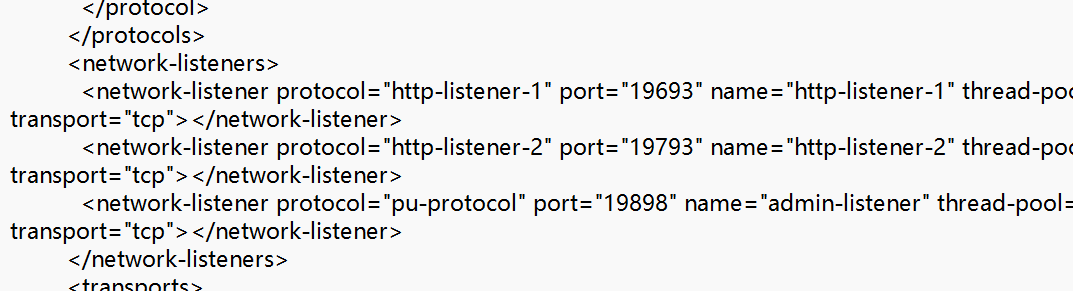 </protocol>
</protocols>
<network-listeners>
<network-listener protocol="http-listener-1" port="19693" name="http-listener-1" thread-poo
transport="tcp"></network-listener>
<network-listener protocol="http-listener-2" port="19793" name="http-listener-2" thread-poo
transport="tcp"></network-listener>
<network-listener protocol="pu-protocol" port="19898" name="admin-listener" thread-pool=
transport="tcp"></network-listener>
</network-listeners>
<transports>